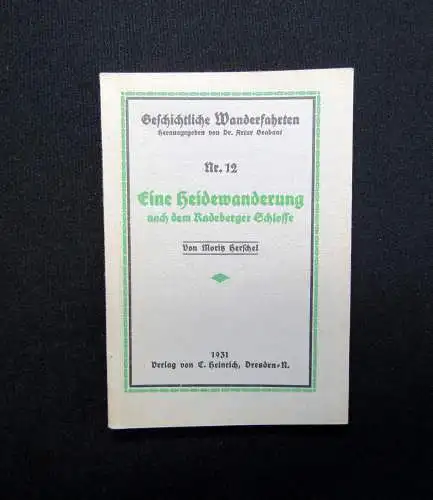 Geschichtliche Wanderfahrten
Herausgegeben von Dr. Artur Brabant
Nr. 12
Eine Heidewanderung
nach dem Radeberger Schlosse
Von Moritz Herschel
1931
Verlag von C. Heinrich, Dresden-N.